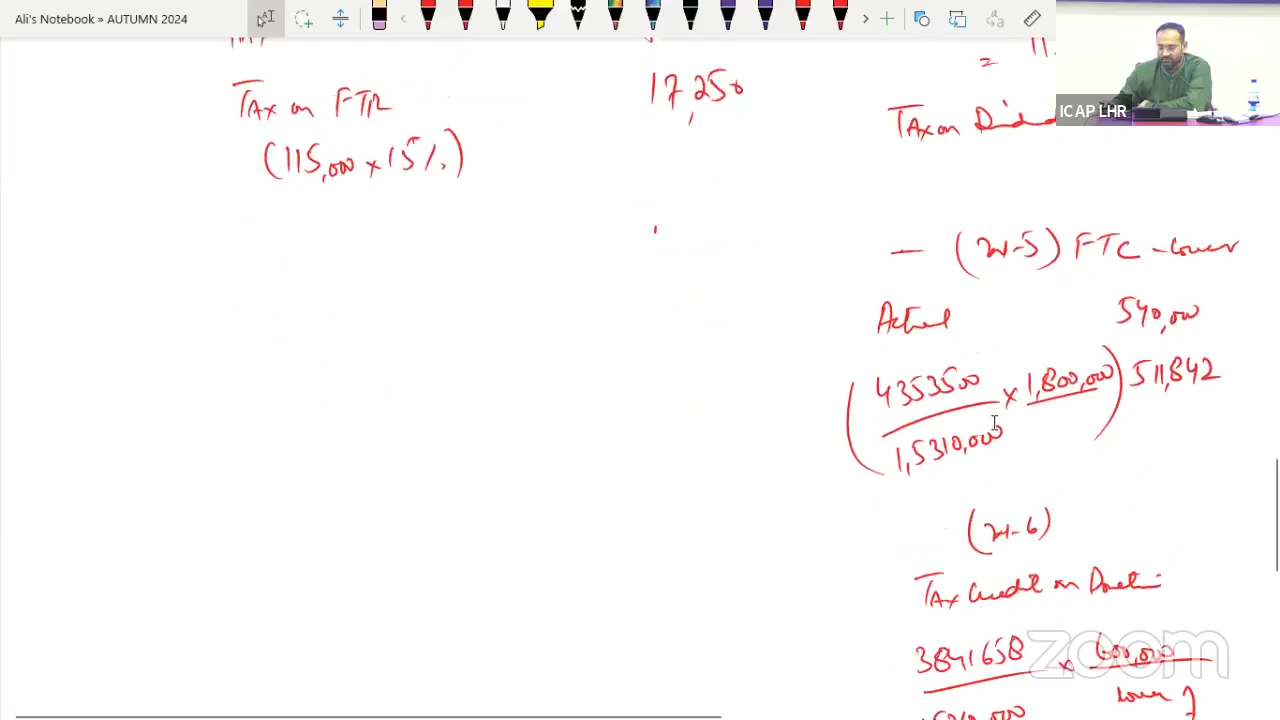 Ali's Notebook » AUTUMN 2024
ICAP LHR
Tax on FTR
17,250
(115,000 x 15%)
Tax on
— (W-5) FTC - Lower
Actual 540,000
(4353500 / 1,5310,000 x 1,800,000) 511,842
(W-6)
Tax Credit on
3841658 x 600,000
Lower of
zoom